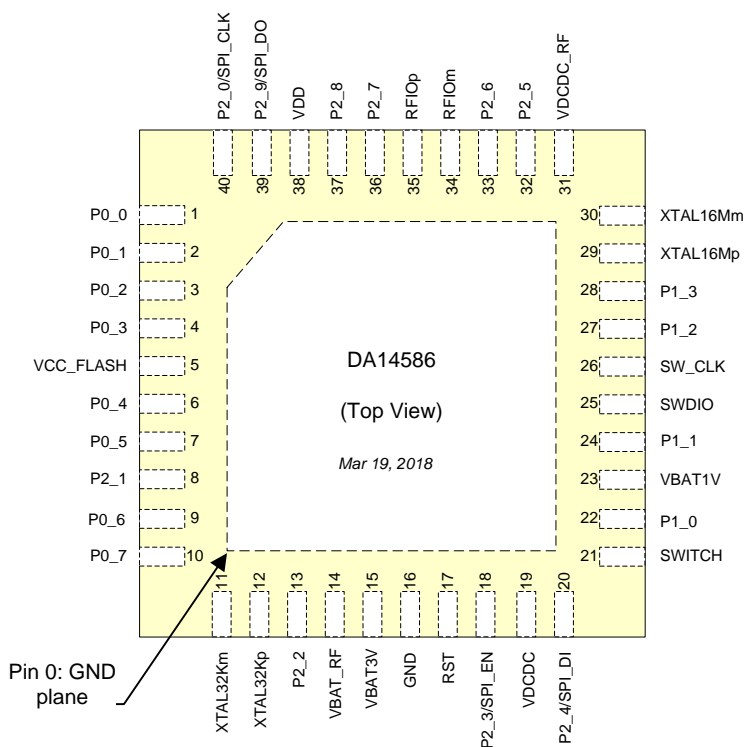 P2_0/SPI_CLK
P2_9/SPI_DO
VDD
P2_8
P2_7
RFIOp
RFIOm
P2_6
P2_5
VDCDC_RF
40
39
38
37
36
35
34
33
32
31
P0_0 1
P0_1 2
P0_2 3
P0_3 4
VCC_FLASH 5
P0_4 6
P0_5 7
P2_1 8
P0_6 9
P0_7 10
DA14586
(Top View)
Mar 19, 2018
30 XTAL16Mm
29 XTAL16Mp
28 P1_3
27 P1_2
26 SW_CLK
25 SWDIO
24 P1_1
23 VBAT1V
22 P1_0
21 SWITCH
11
12
13
14
15
16
17
18
19
20
XTAL32Km
XTAL32Kp
P2_2
VBAT_RF
VBAT3V
GND
RST
P2_3/SPI_EN
VDCDC
P2_4/SPI_DI
Pin 0: GND
plane